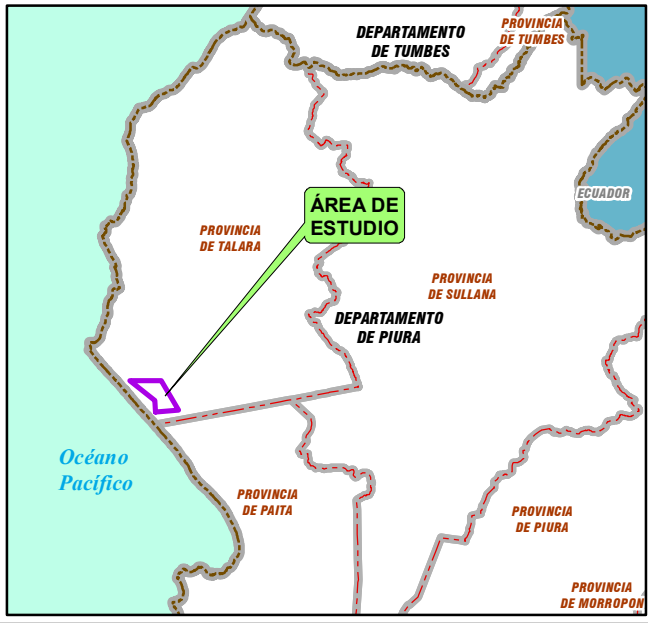 DEPARTAMENTO
DE TUMBES
PROVINCIA
DE TUMBES
ECUADOR
ÁREA DE
ESTUDIO
PROVINCIA
DE TALARA
PROVINCIA
DE SULLANA
DEPARTAMENTO
DE PIURA
Océano
Pacífico
PROVINCIA
DE PAITA
PROVINCIA
DE PIURA
PROVINCIA
DE MORROPON